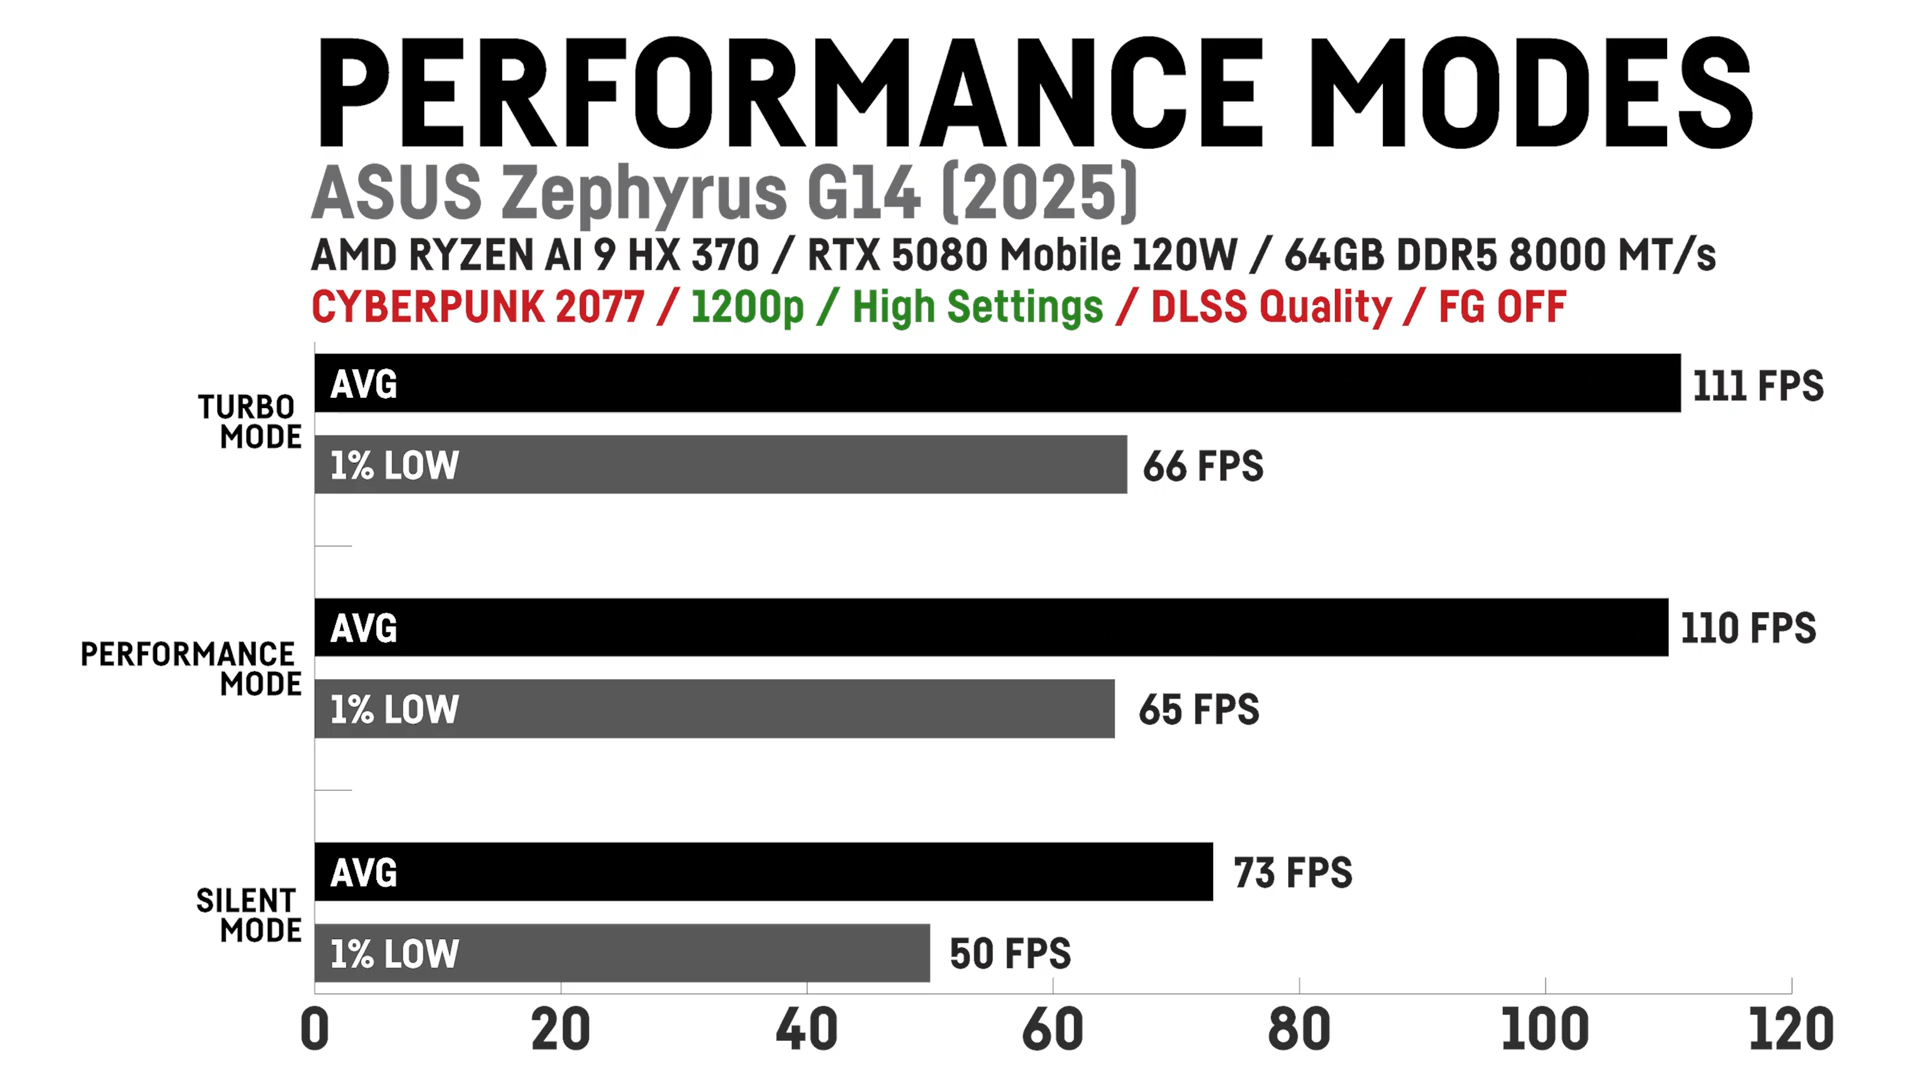 PERFORMANCE MODES
ASUS Zephyrus G14 (2025)
AMD RYZEN AI 9 HX 370 / RTX 5080 Mobile 120W / 64GB DDR5 8000 MT/s
CYBERPUNK 2077 / 1200p / High Settings / DLSS Quality / FG OFF
TURBO
MODE
AVG
111 FPS
1% LOW
66 FPS
PERFORMANCE
MODE
AVG
110 FPS
1% LOW
65 FPS
SILENT
MODE
AVG
73 FPS
1% LOW
50 FPS
0 20 40 60 80 100 120